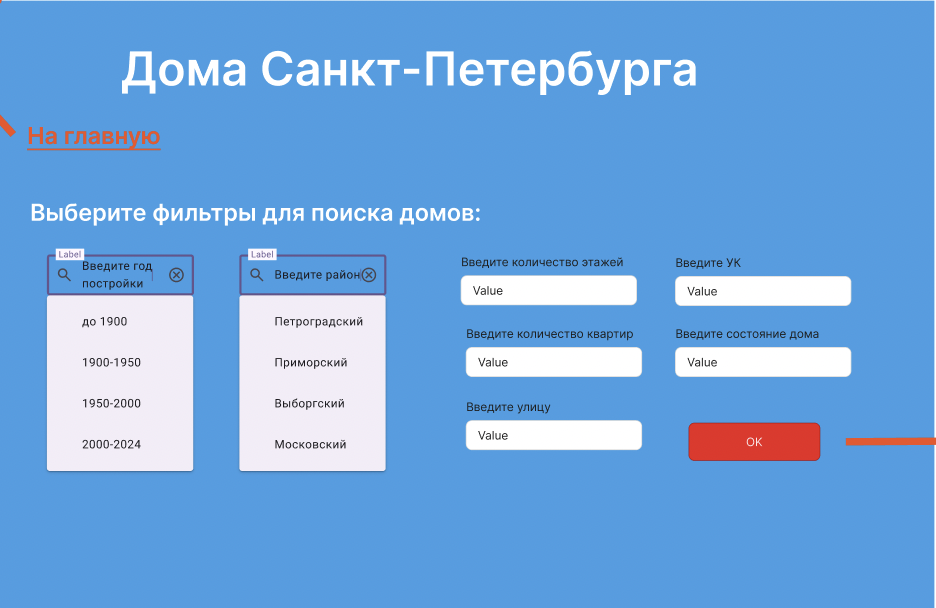 Дома Санкт-Петербурга
На главную
Выберите фильтры для поиска домов:
Label
Введите год
постройки
до 1900
1900-1950
1950-2000
2000-2024
Label
Введите район
Петроградский
Приморский
Выборгский
Московский
Введите количество этажей
Value
Введите количество квартир
Value
Введите улицу
Value
Введите УК
Value
Введите состояние дома
Value
ОК